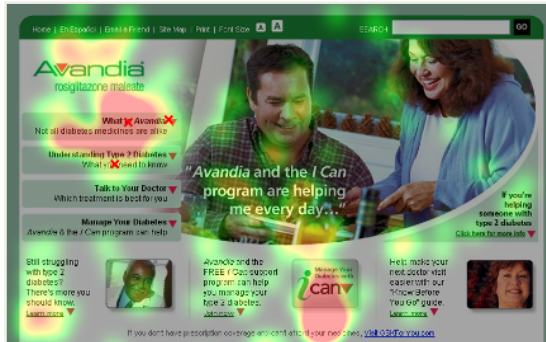 Home | En Español | Email a Friend | Site Map | Print | Font Size A A
SEARCH GO
Avandia
rosiglitazone maleate
What is Avandia
Not all diabetes medicines are alike
Understanding Type 2 Diabetes
What you need to know
Talk to Your Doctor
Which treatment is best for you
Manage Your Diabetes
Avandia & the I Can program can help
"Avandia and the I Can
program are helping
me every day..."
If you're
helping
someone with
type 2 diabetes
Click here for more info
Still struggling
with type 2
diabetes?
There's more you
should know.
Learn more
Avandia and the
FREE I Can support
program can help
you manage your
type 2 diabetes.
Join now
Manage Your
Diabetes with
ican
Help make your
next doctor visit
easier with our
"Know Before
You Go" guide.
Learn more
If you don't have prescription coverage and can't afford your medicines, Visit GSKForYou.com